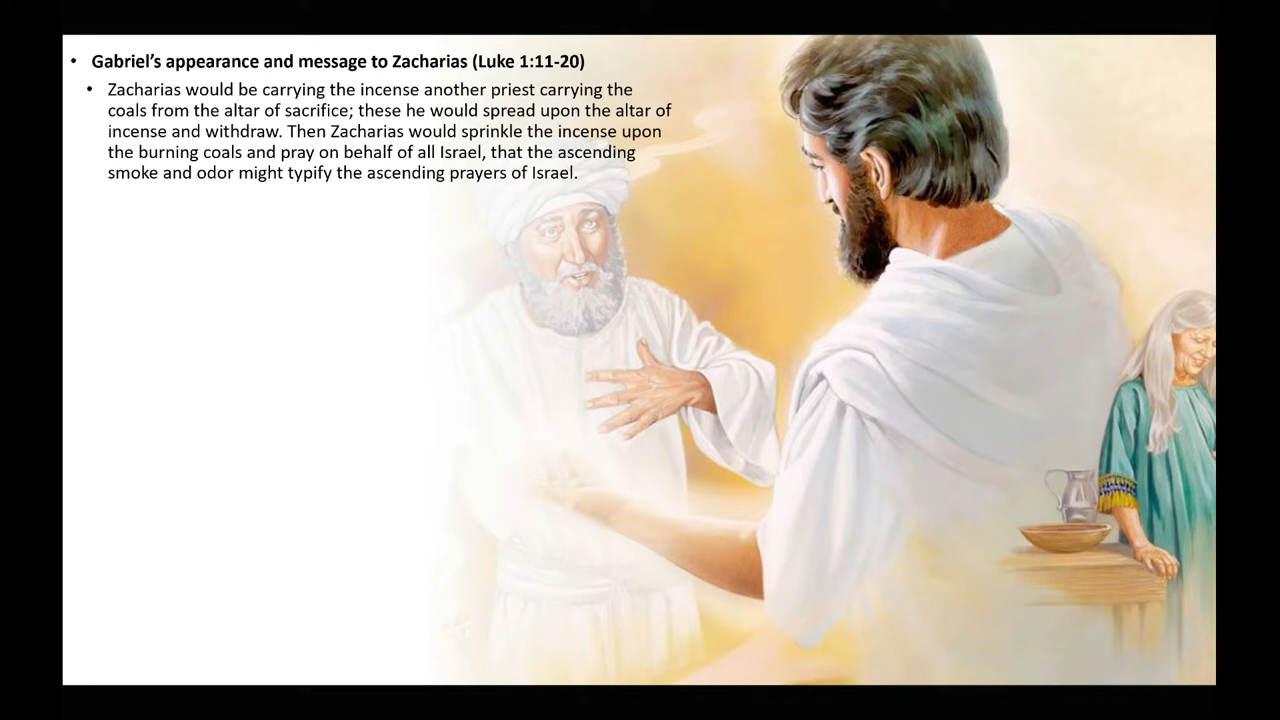 • Gabriel’s appearance and message to Zacharias (Luke 1:11-20)
• Zacharias would be carrying the incense another priest carrying the
coals from the altar of sacrifice; these he would spread upon the altar of
incense and withdraw. Then Zacharias would sprinkle the incense upon
the burning coals and pray on behalf of all Israel, that the ascending
smoke and odor might typify the ascending prayers of Israel.